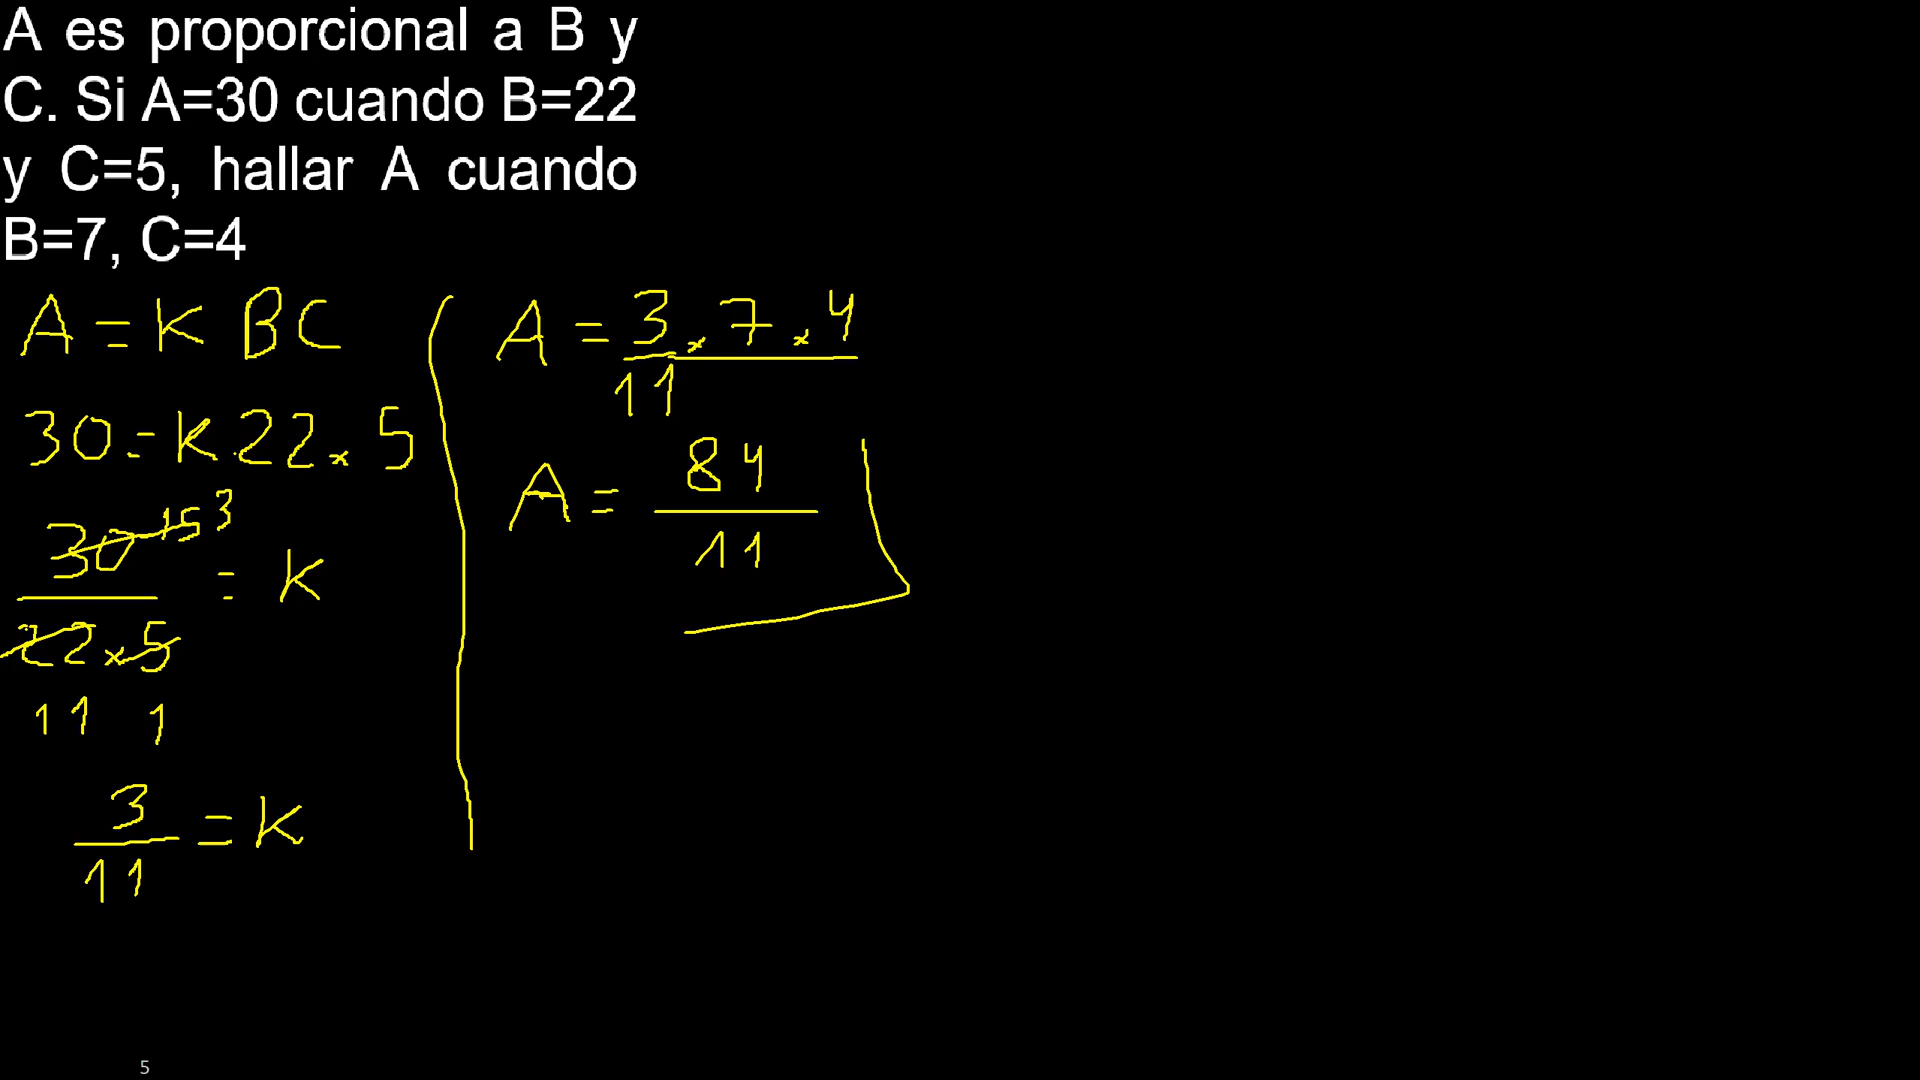 A es proporcional a B y
C. Si A=30 cuando B=22
y C=5, hallar A cuando
B=7, C=4
A = K BC
30 = K.22 x 5
30 15 3
= K
22 x 5
11 1
3
= K
11
A = 3 x 7 x 4
11
A = 84
11
5